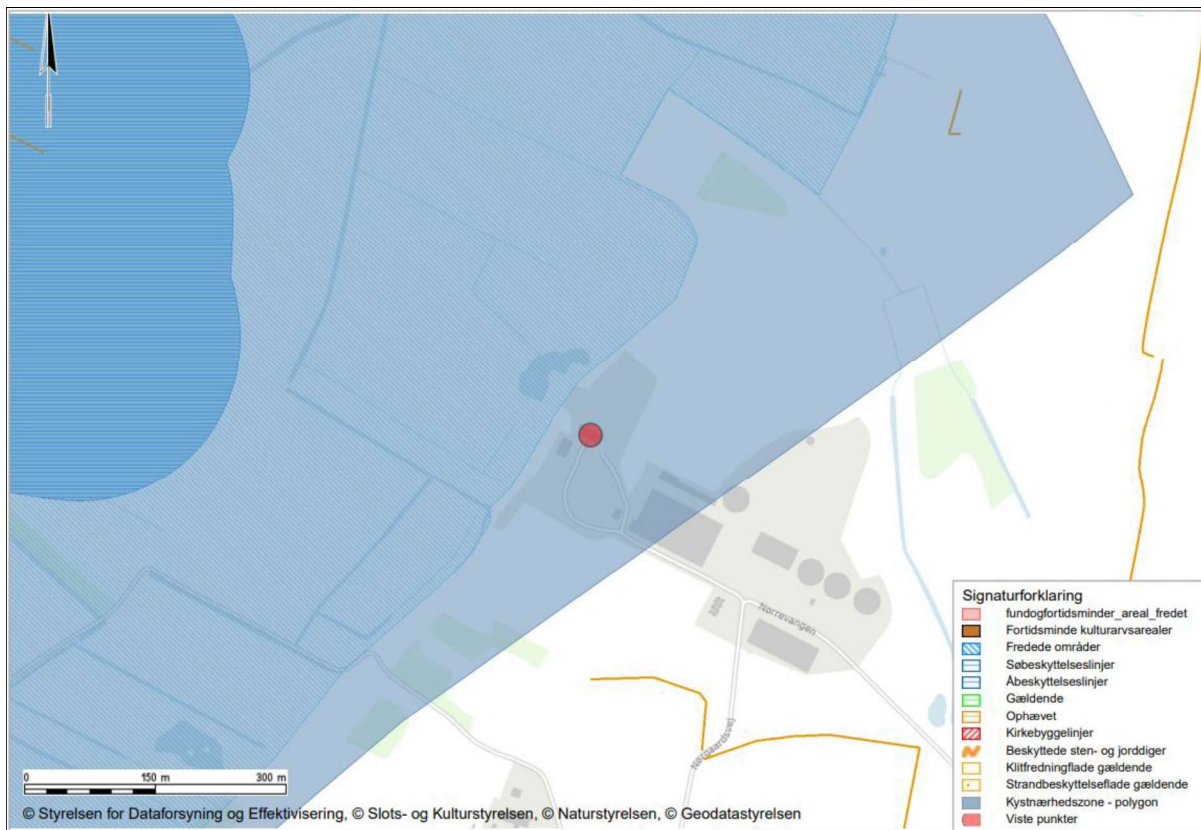 Nørrevangen
Nørgaardsvej
Signaturforklaring
fundogfortidsminder_areal_fredet
Fortidsminde kulturarvsarealer
Fredede områder
Søbeskyttelseslinjer
Åbeskyttelseslinjer
Gældende
Ophævet
Kirkebyggelinjer
Beskyttede sten- og jorddiger
Klitfredningflade gældende
Strandbeskyttelseflade gældende
Kystnærhedszone - polygon
Viste punkter
0 150 m 300 m
© Styrelsen for Dataforsyning og Effektivisering, © Slots- og Kulturstyrelsen, © Naturstyrelsen, © Geodatastyrelsen